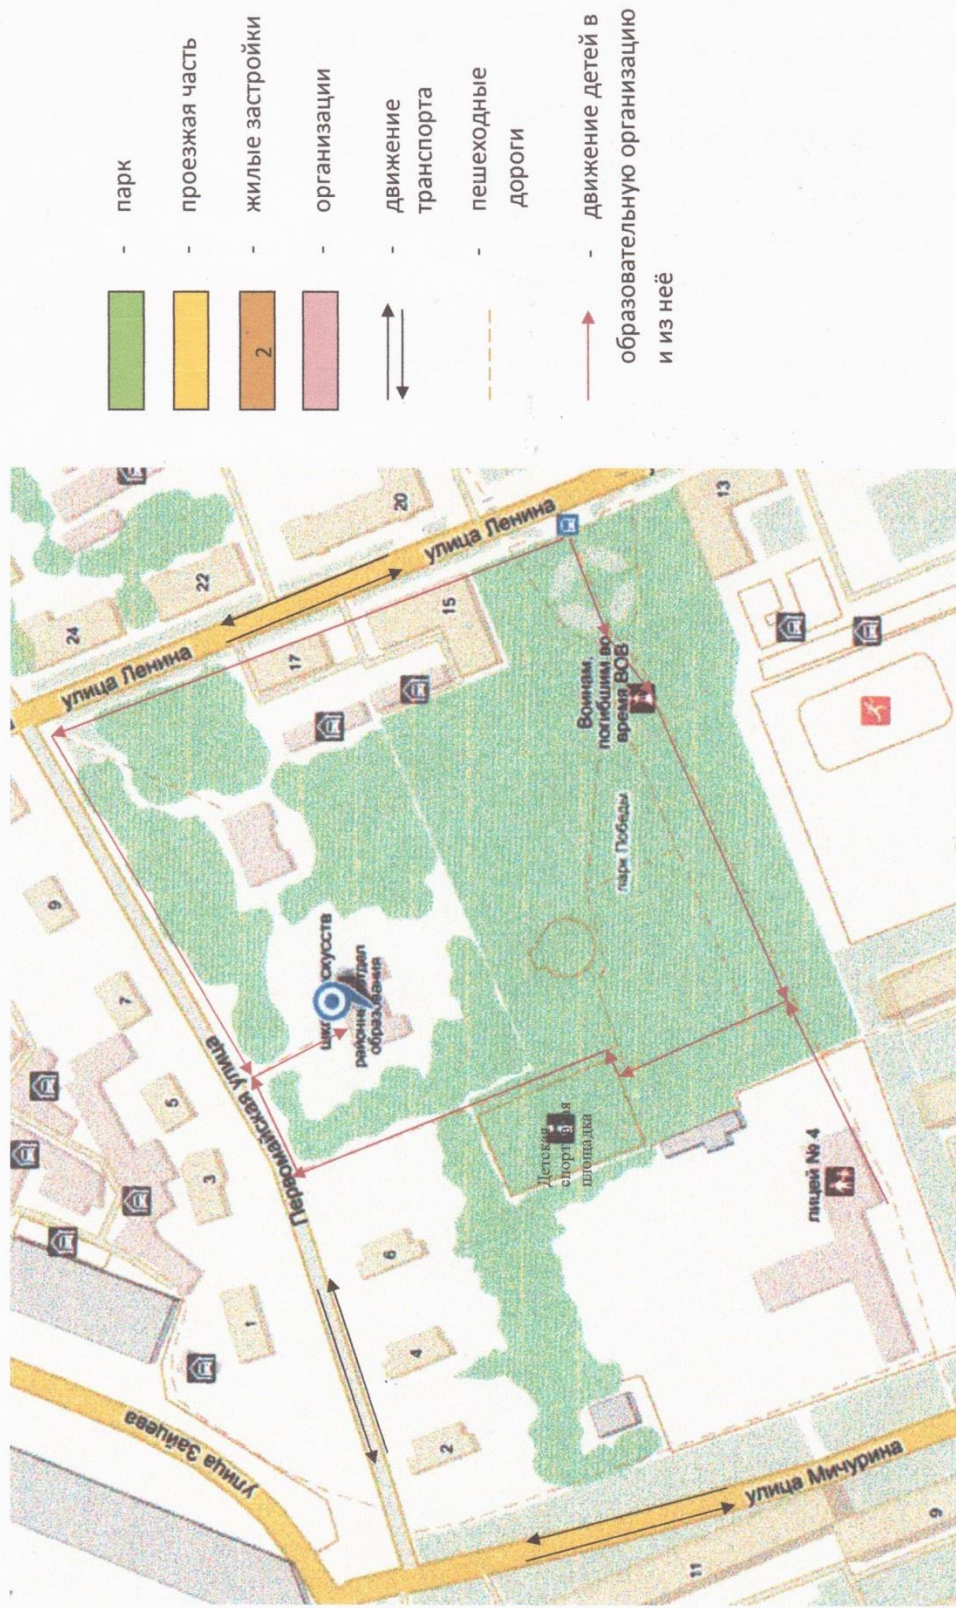 - парк
- проезжая часть
2 - жилые застройки
- организации
- движение
транспорта
- пешеходные
дороги
- движение детей в
образовательную организацию
и из неё
улица Зайцева
Первомайская улица
улица Ленина
улица Ленина
улица Мичурина
1
3
5
7
9
2
4
6
24
22
20
17
15
13
11
9
районный отдел
образования
Воинам,
погибшим во
время ВОВ
парк Победы
Детская
площадка
лицей № 4